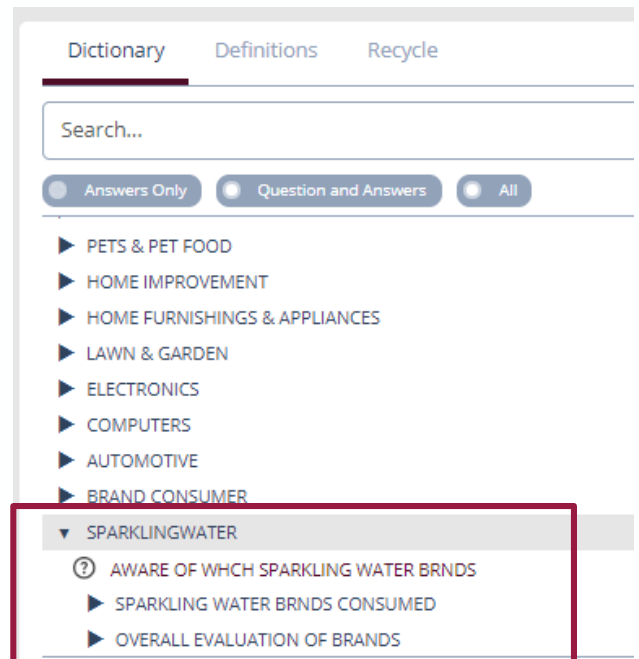 Dictionary Definitions Recycle
Search...
Answers Only Question and Answers All
PETS & PET FOOD
HOME IMPROVEMENT
HOME FURNISHINGS & APPLIANCES
LAWN & GARDEN
ELECTRONICS
COMPUTERS
AUTOMOTIVE
BRAND CONSUMER
SPARKLINGWATER
? AWARE OF WHCH SPARKLING WATER BRNDS
SPARKLING WATER BRNDS CONSUMED
OVERALL EVALUATION OF BRANDS